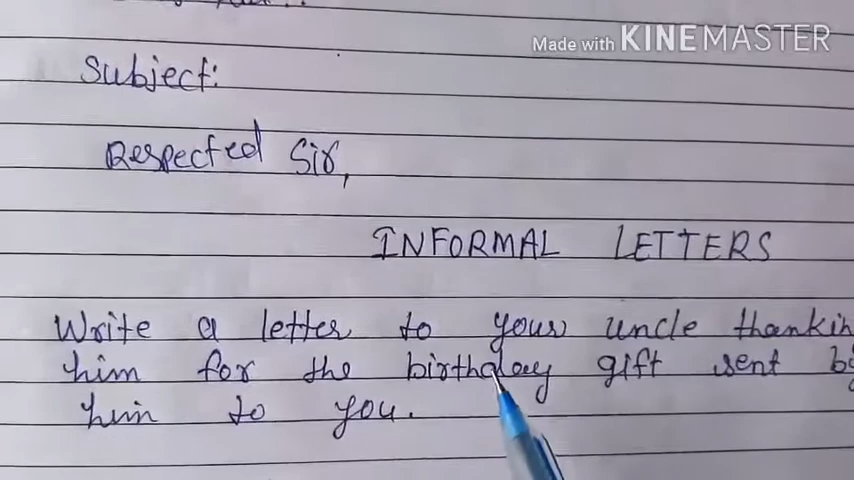 Made with KINEMASTER
Subject:
Respected Sir,
INFORMAL LETTERS
Write a letter to your uncle thankin
him for the birthday gift sent b
him to you.